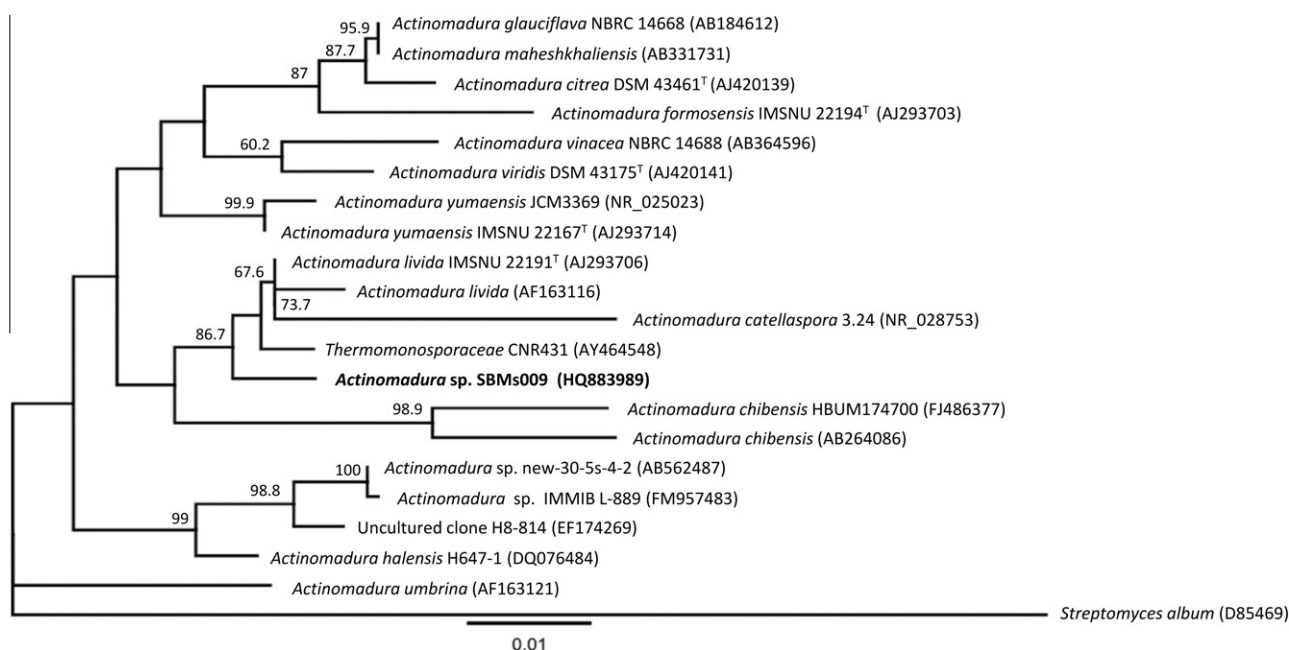 95.9
Actinomadura glauciflava NBRC 14668 (AB184612)
87.7
Actinomadura maheshkhaliensis (AB331731)
87
Actinomadura citrea DSM 43461ᵀ (AJ420139)
Actinomadura formosensis IMSNU 22194ᵀ (AJ293703)
60.2
Actinomadura vinacea NBRC 14688 (AB364596)
Actinomadura viridis DSM 43175ᵀ (AJ420141)
99.9
Actinomadura yumaensis JCM3369 (NR_025023)
Actinomadura yumaensis IMSNU 22167ᵀ (AJ293714)
67.6
Actinomadura livida IMSNU 22191ᵀ (AJ293706)
Actinomadura livida (AF163116)
73.7
Actinomadura catellaspora 3.24 (NR_028753)
86.7
Thermomonosporaceae CNR431 (AY464548)
Actinomadura sp. SBMs009 (HQ883989)
98.9
Actinomadura chibensis HBUM174700 (FJ486377)
Actinomadura chibensis (AB264086)
100
Actinomadura sp. new-30-5s-4-2 (AB562487)
98.8
Actinomadura sp. IMMIB L-889 (FM957483)
99
Uncultured clone H8-814 (EF174269)
Actinomadura halensis H647-1 (DQ076484)
Actinomadura umbrina (AF163121)
Streptomyces album (D85469)
0.01